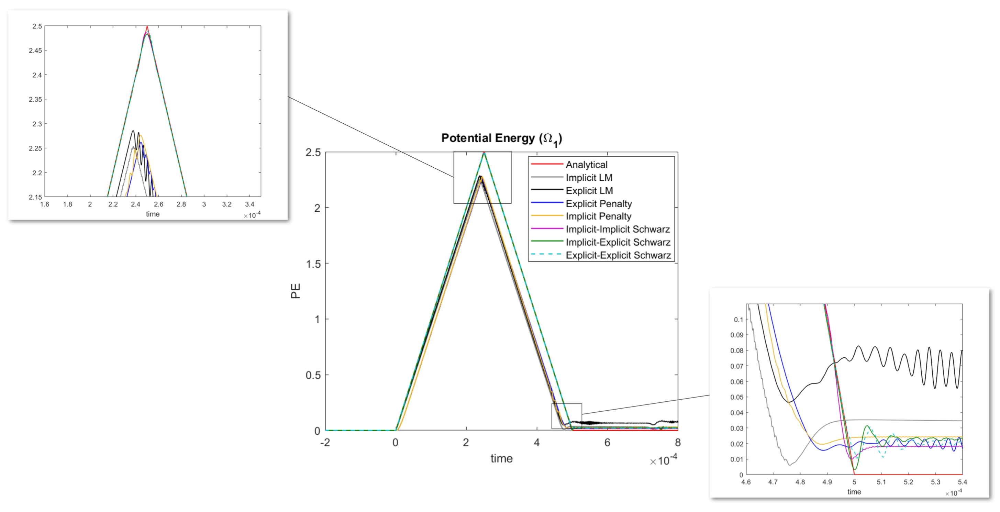 2.5
2.45
2.4
2.35
2.3
2.25
2.2
2.15
1.6 1.8 2 2.2 2.4 2.6 2.8 3 3.2 3.4
time
×10-4
Potential Energy (Ω1)
2.5
2
1.5
1
0.5
0
PE
Analytical
Implicit LM
Explicit LM
Explicit Penalty
Implicit Penalty
Implicit-Implicit Schwarz
Implicit-Explicit Schwarz
Explicit-Explicit Schwarz
-2 0 2 4 6 8
time
×10-4
0.1
0.09
0.08
0.07
0.06
0.05
0.04
0.03
0.02
0.01
0
4.6 4.7 4.8 4.9 5 5.1 5.2 5.3 5.4
time
×10-4